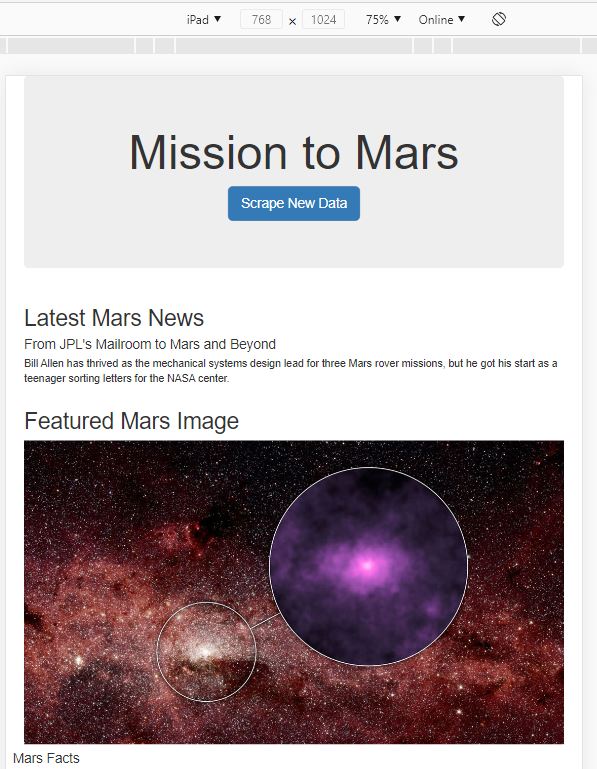 iPad ▼ 768 × 1024 75% ▼ Online ▼
Mission to Mars
Scrape New Data
Latest Mars News
From JPL's Mailroom to Mars and Beyond
Bill Allen has thrived as the mechanical systems design lead for three Mars rover missions, but he got his start as a
teenager sorting letters for the NASA center.
Featured Mars Image
Mars Facts